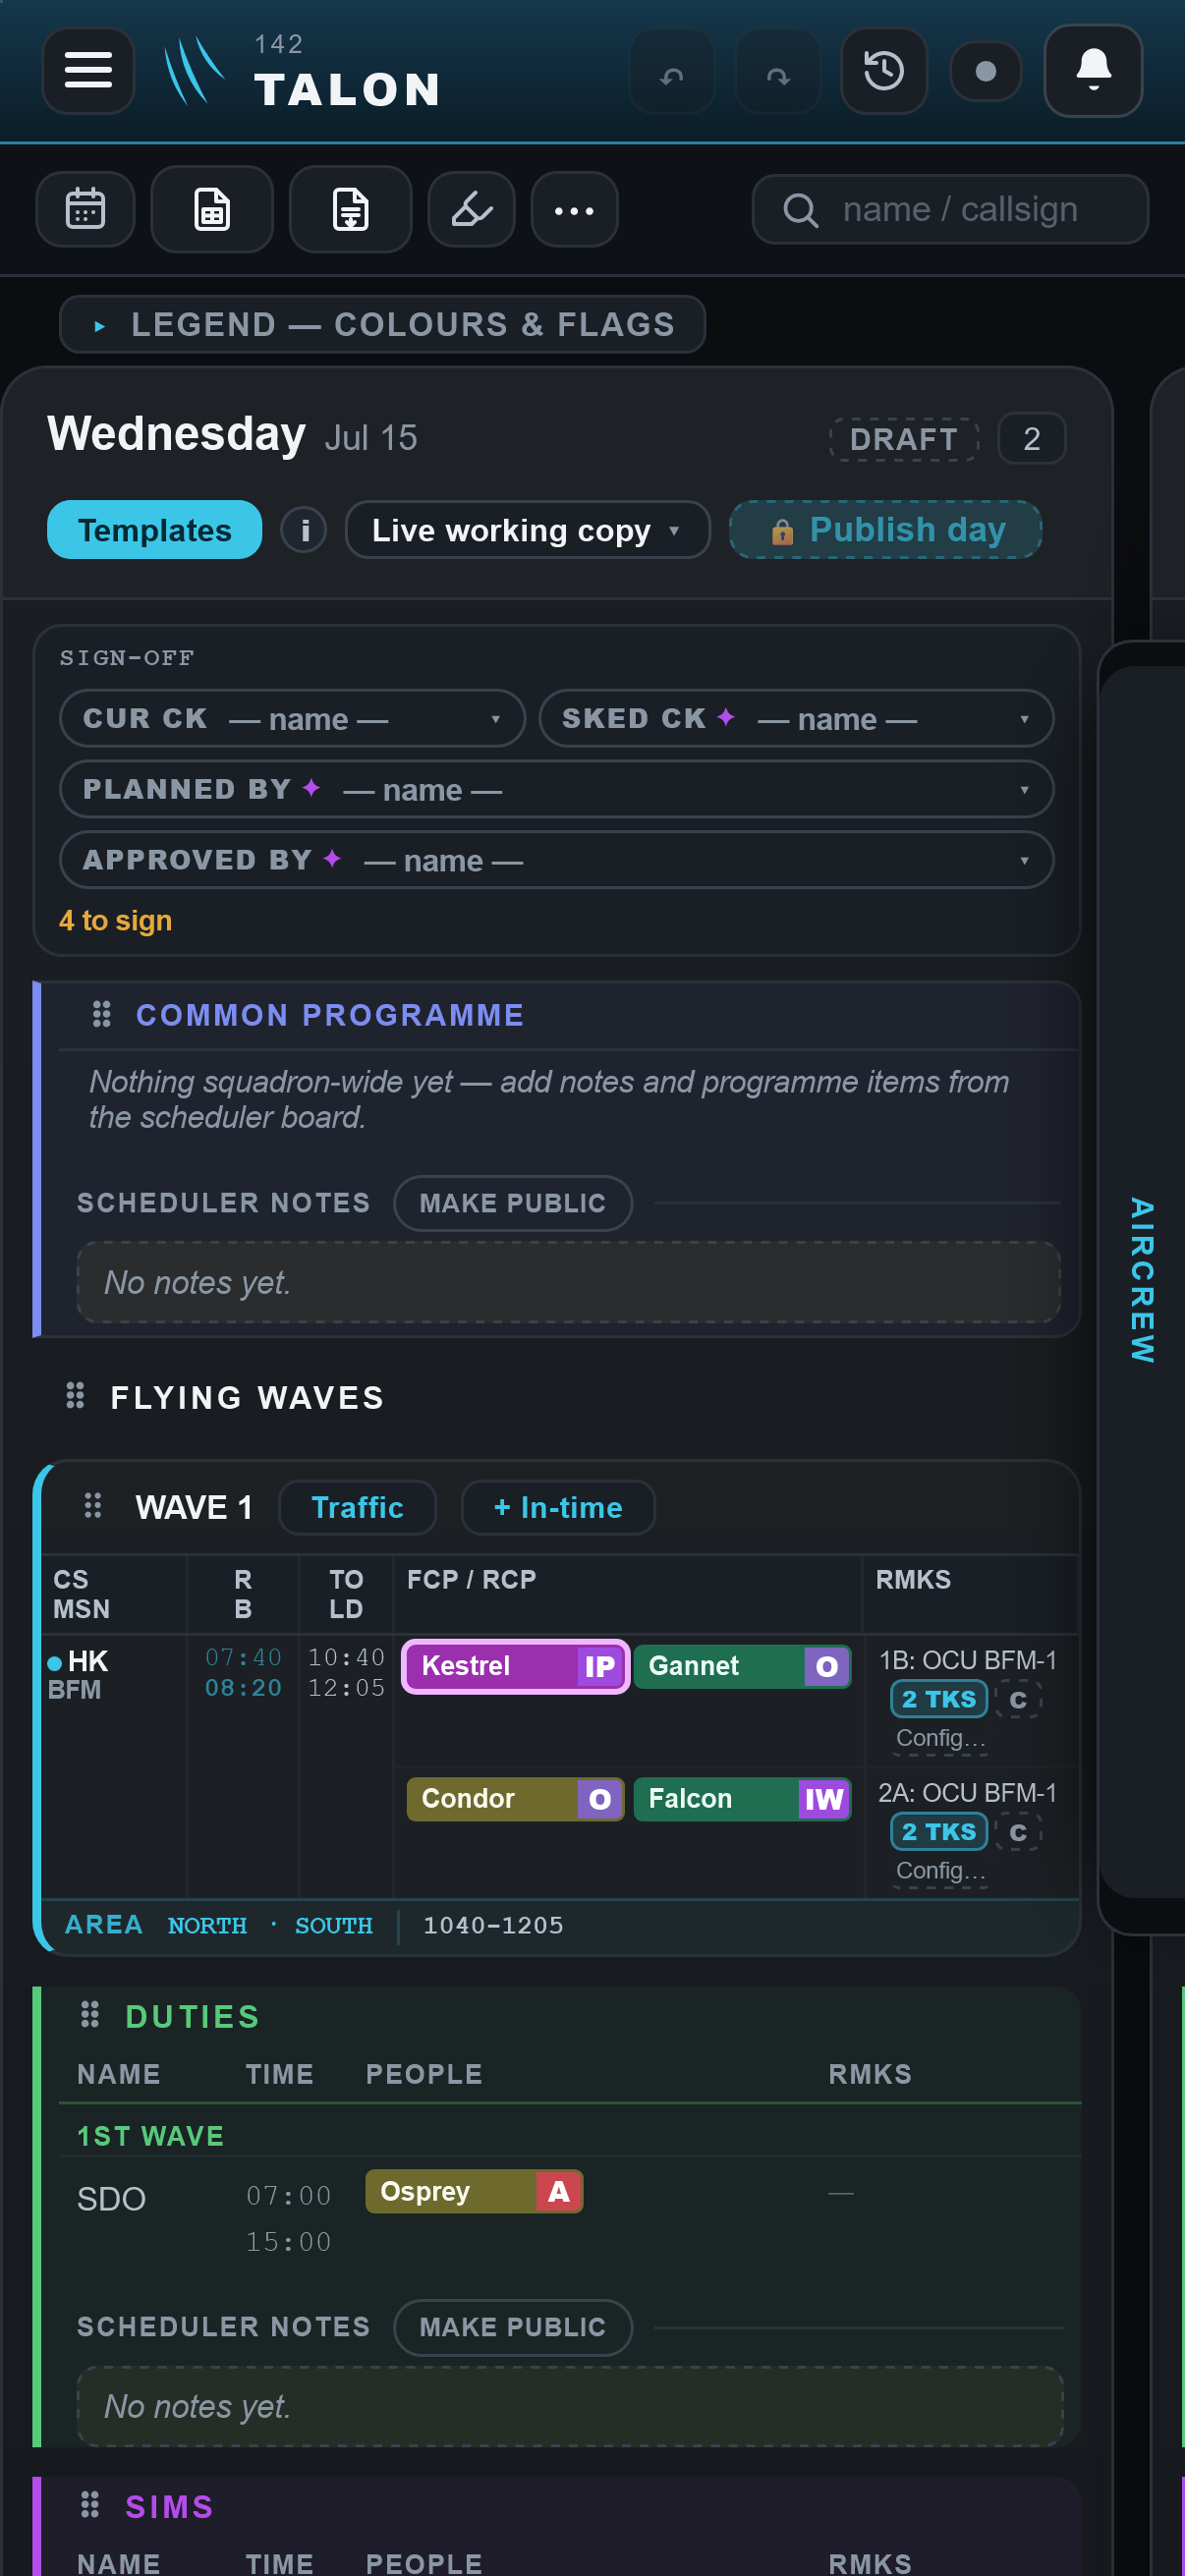 142
TALON
name / callsign
LEGEND — COLOURS & FLAGS
Wednesday Jul 15 DRAFT 2
Templates i Live working copy Publish day
SIGN-OFF
CUR CK — name — SKED CK — name —
PLANNED BY — name —
APPROVED BY — name —
4 to sign
COMMON PROGRAMME
Nothing squadron-wide yet — add notes and programme items from
the scheduler board.
SCHEDULER NOTES MAKE PUBLIC
No notes yet.
AIRCREW
FLYING WAVES
WAVE 1 Traffic + In-time
CS R TO FCP / RCP RMKS
MSN B LD
HK 07:40 10:40 Kestrel IP Gannet O 1B: OCU BFM-1
BFM 08:20 12:05 2 TKS C
Config...
Condor O Falcon IW 2A: OCU BFM-1
2 TKS C
Config...
AREA NORTH · SOUTH 1040-1205
DUTIES
NAME TIME PEOPLE RMKS
1ST WAVE
SDO 07:00 Osprey A —
15:00
SCHEDULER NOTES MAKE PUBLIC
No notes yet.
SIMS
NAME TIME PEOPLE RMKS